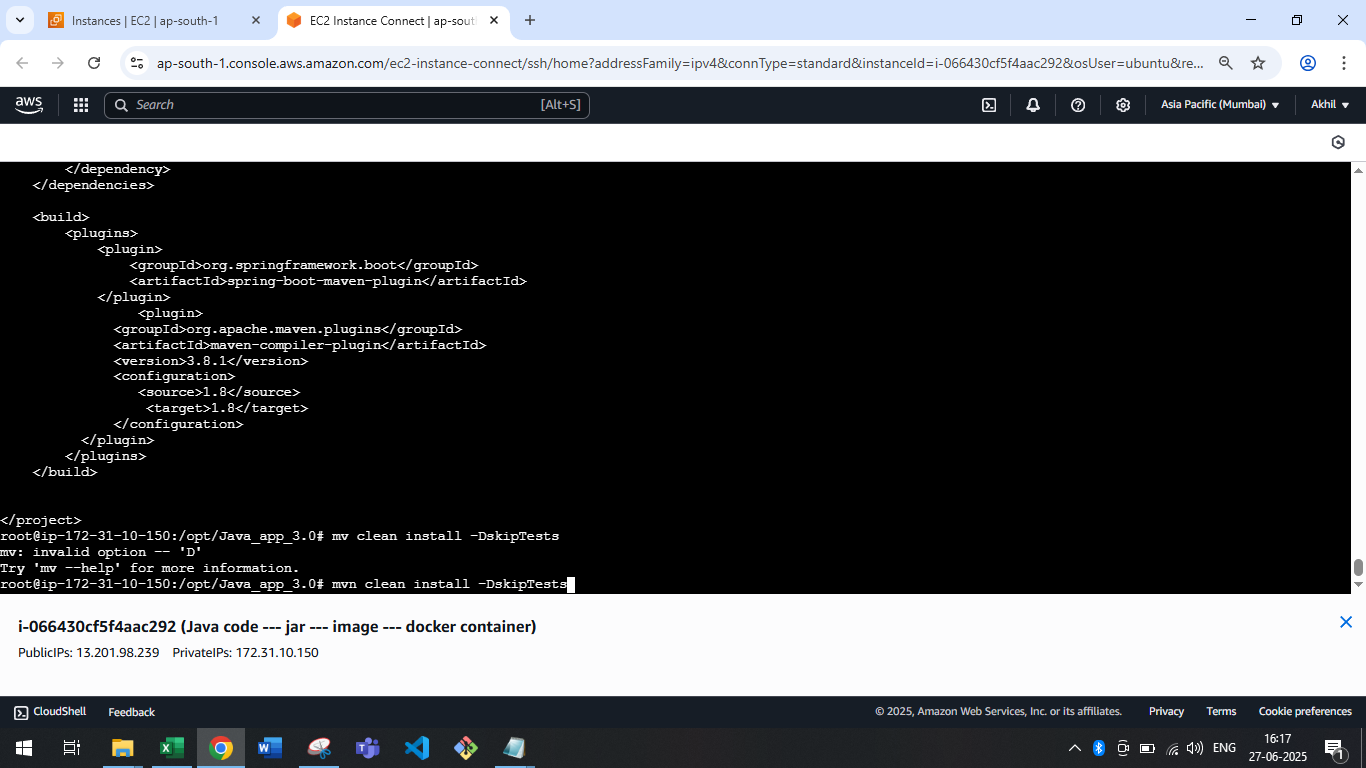 Instances | EC2 | ap-south-1
EC2 Instance Connect | ap-sout
ap-south-1.console.aws.amazon.com/ec2-instance-connect/ssh/home?addressFamily=ipv4&connType=standard&instanceId=i-066430cf5f4aac292&osUser=ubuntu&re...
aws
Search
[Alt+S]
Asia Pacific (Mumbai)
Akhil
</dependency>
</dependencies>
<build>
<plugins>
<plugin>
<groupId>org.springframework.boot</groupId>
<artifactId>spring-boot-maven-plugin</artifactId>
</plugin>
<plugin>
<groupId>org.apache.maven.plugins</groupId>
<artifactId>maven-compiler-plugin</artifactId>
<version>3.8.1</version>
<configuration>
<source>1.8</source>
<target>1.8</target>
</configuration>
</plugin>
</plugins>
</build>
</project>
root@ip-172-31-10-150:/opt/Java_app_3.0# mv clean install -DskipTests
mv: invalid option -- 'D'
Try 'mv --help' for more information.
root@ip-172-31-10-150:/opt/Java_app_3.0# mvn clean install -DskipTests
i-066430cf5f4aac292 (Java code --- jar --- image --- docker container)
PublicIPs: 13.201.98.239 PrivateIPs: 172.31.10.150
CloudShell
Feedback
© 2025, Amazon Web Services, Inc. or its affiliates.
Privacy
Terms
Cookie preferences
ENG
16:17
27-06-2025
1